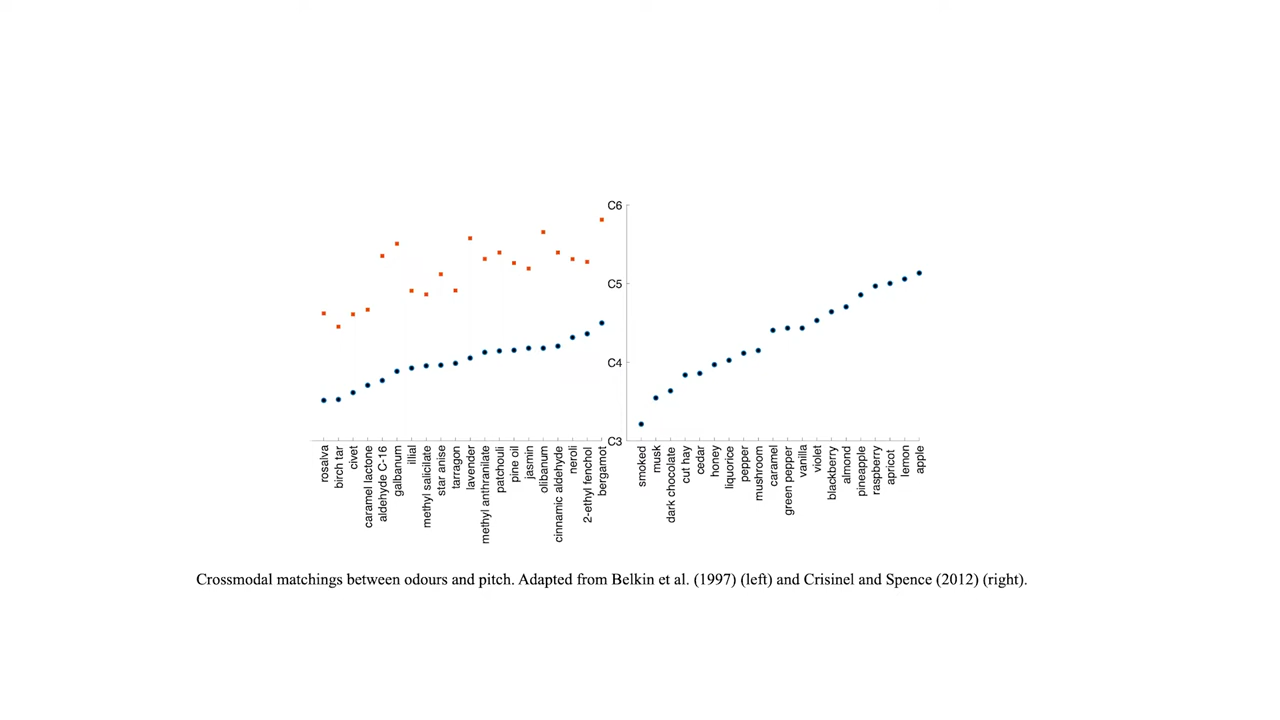 C6
C5
C4
C3
rosalva
birch tar
civet
caramel lactone
aldehyde C-16
galbanum
illial
methyl salicilate
star anise
tarragon
lavender
methyl anthranilate
patchouli
pine oil
jasmin
olibanum
cinnamic aldehyde
neroli
2-ethyl fenchol
bergamot
smoked
musk
dark chocolate
cut hay
cedar
honey
liquorice
pepper
mushroom
caramel
green pepper
vanilla
violet
blackberry
almond
pineapple
raspberry
apricot
lemon
apple
Crossmodal matchings between odours and pitch. Adapted from Belkin et al. (1997) (left) and Crisinel and Spence (2012) (right).